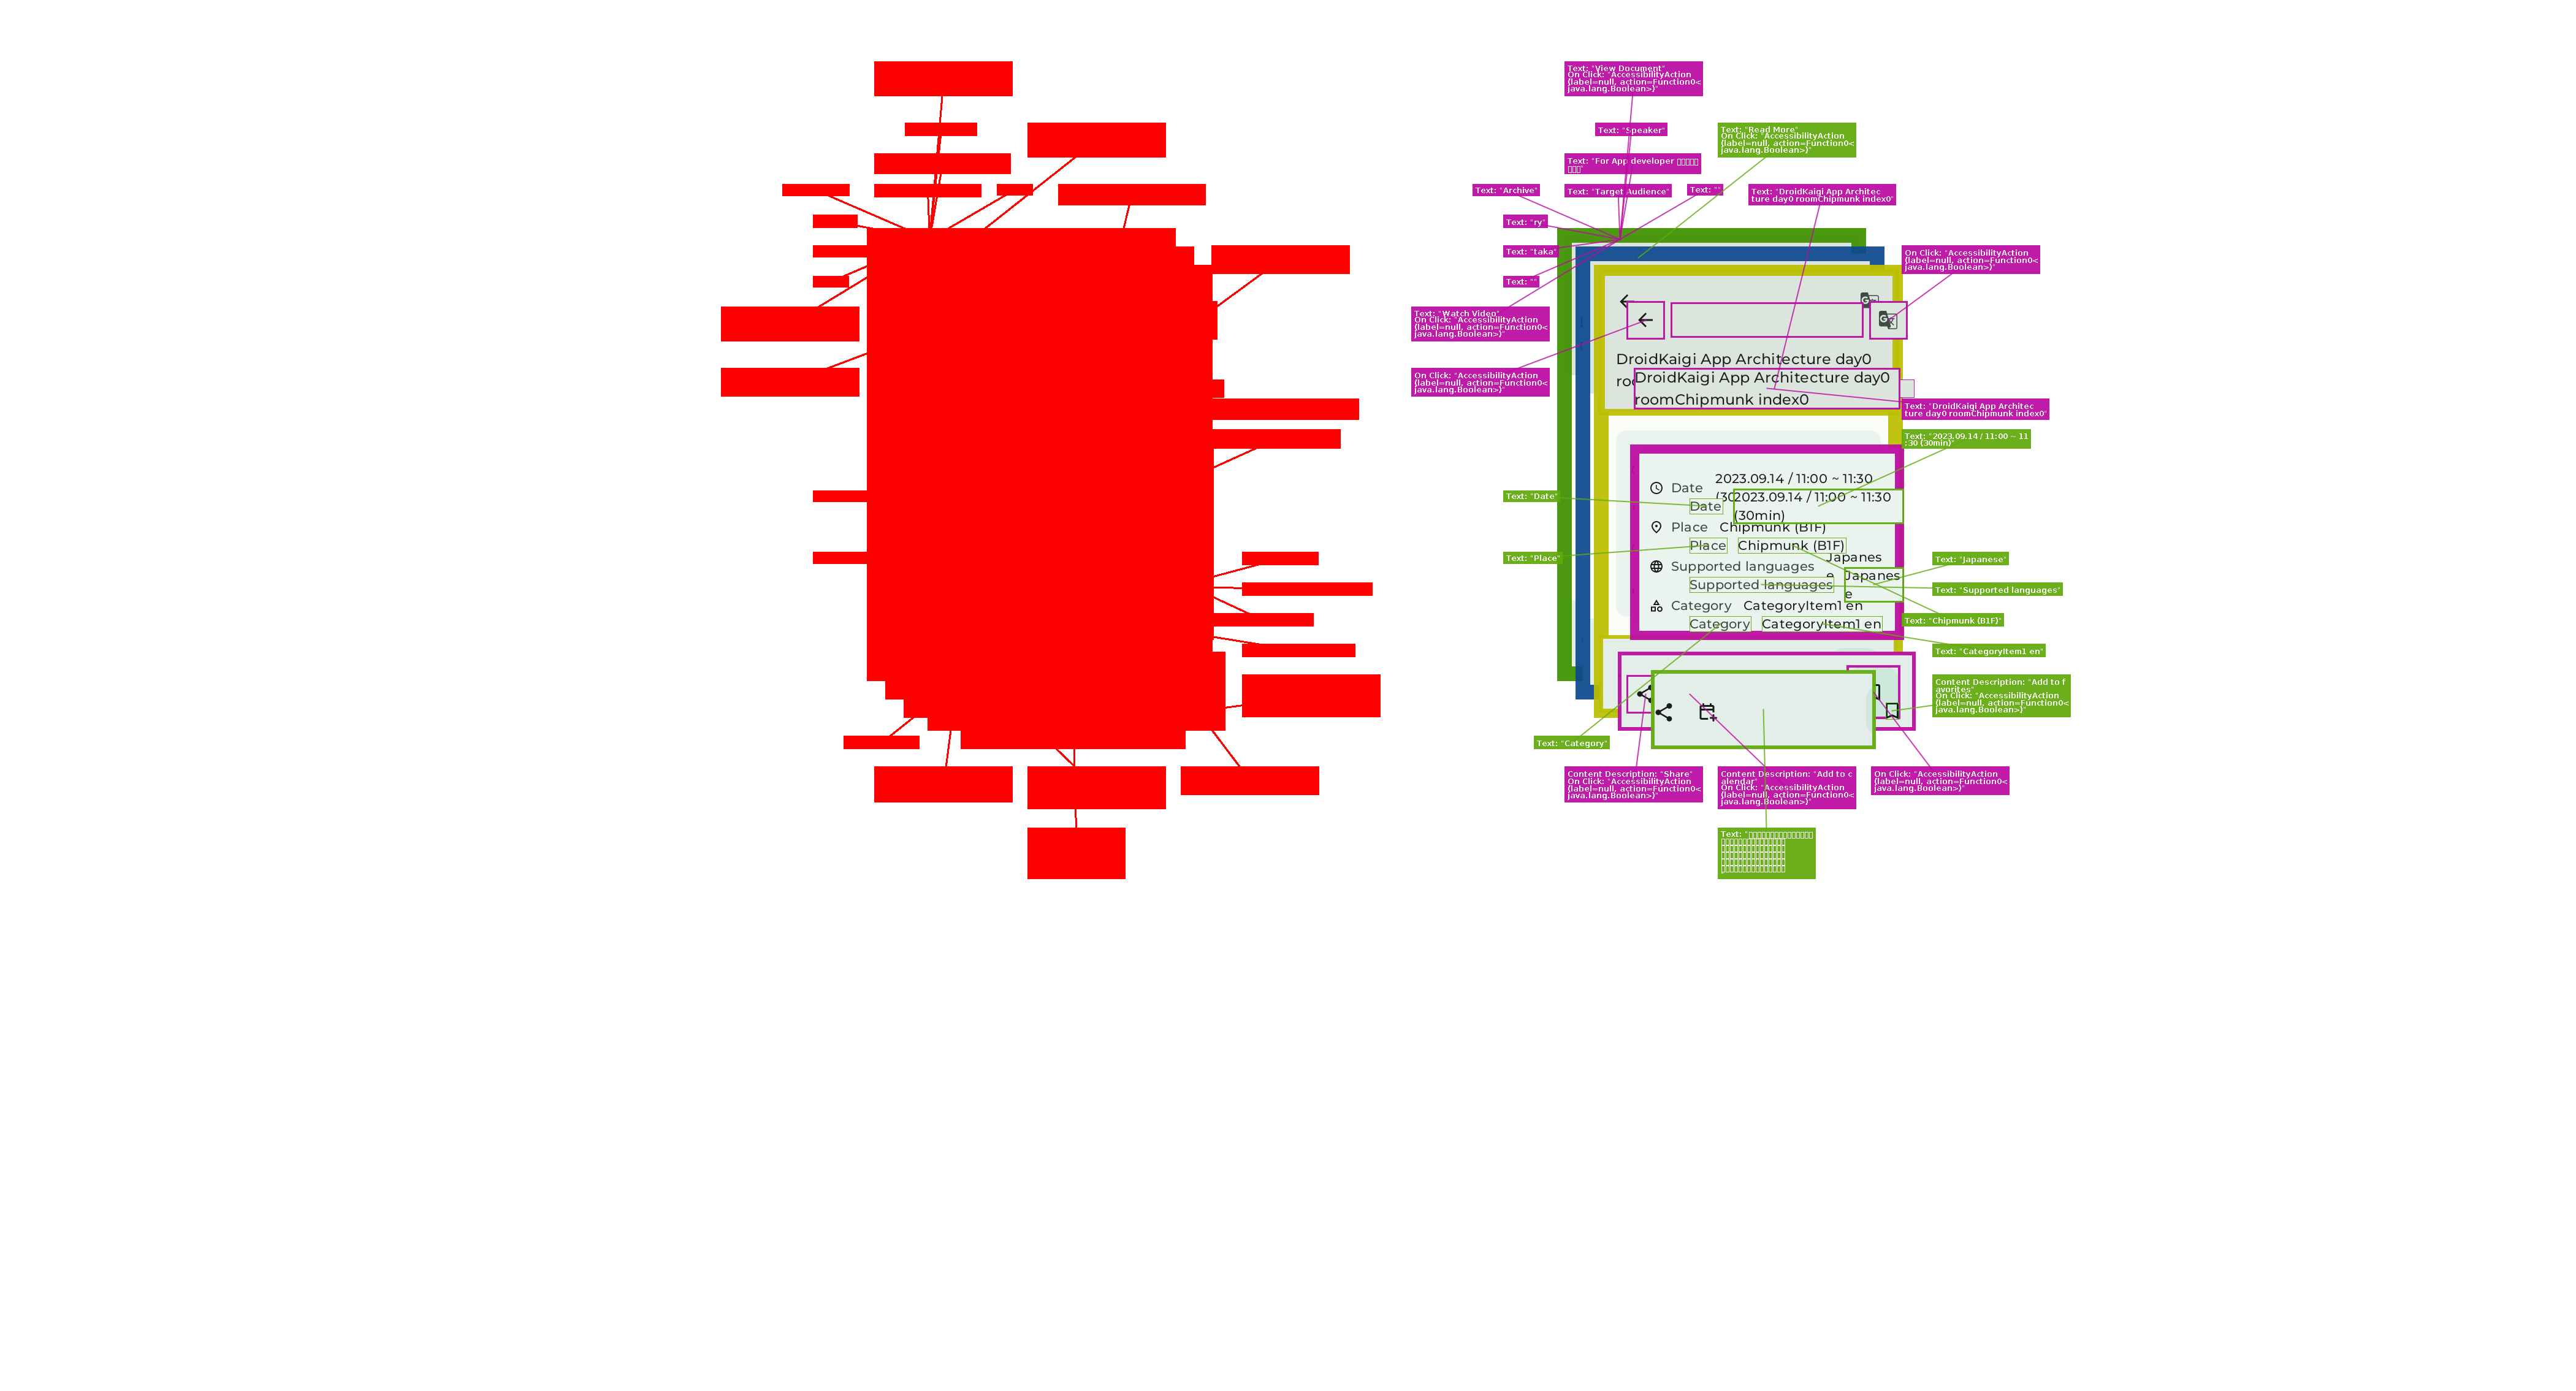 Text: "View Document"
On Click: "AccessibilityAction
(label=null, action=Function0<
java.lang.Boolean>)"
Text: "Speaker"
Text: "Read More"
On Click: "AccessibilityAction
(label=null, action=Function0<
java.lang.Boolean>)"
Text: "For App developer
Text: "Archive"
Text: "Target Audience"
Text: ""
Text: "DroidKaigi App Architec
ture day0 roomChipmunk index0"
Text: "ry"
Text: "taka"
On Click: "AccessibilityAction
(label=null, action=Function0<
java.lang.Boolean>)"
Text: ""
Text: "Watch Video"
On Click: "AccessibilityAction
(label=null, action=Function0<
java.lang.Boolean>)"
DroidKaigi App Architecture day0
On Click: "AccessibilityAction
(label=null, action=Function0<
java.lang.Boolean>)"
DroidKaigi App Architecture day0
roomChipmunk index0
Text: "DroidKaigi App Architec
ture day0 roomChipmunk index0"
Text: "2023.09.14 / 11:00 ~ 11
:30 (30min)"
Date 2023.09.14 / 11:00 ~ 11:30
Text: "Date"
Date 2023.09.14 / 11:00 ~ 11:30
(30min)
Place Chipmunk (B1F)
Text: "Place"
Place Chipmunk (B1F)
Japanes
e
Text: "Japanese"
Supported languages
Supported languages Japanes
e
Text: "Supported languages"
Category CategoryItem1 en
Text: "Chipmunk (B1F)"
Category CategoryItem1 en
Text: "CategoryItem1 en"
Content Description: "Add to f
avorites"
On Click: "AccessibilityAction
(label=null, action=Function0<
java.lang.Boolean>)"
Text: "Category"
Content Description: "Share"
On Click: "AccessibilityAction
(label=null, action=Function0<
java.lang.Boolean>)"
Content Description: "Add to c
alendar"
On Click: "AccessibilityAction
(label=null, action=Function0<
java.lang.Boolean>)"
On Click: "AccessibilityAction
(label=null, action=Function0<
java.lang.Boolean>)"
Text: "